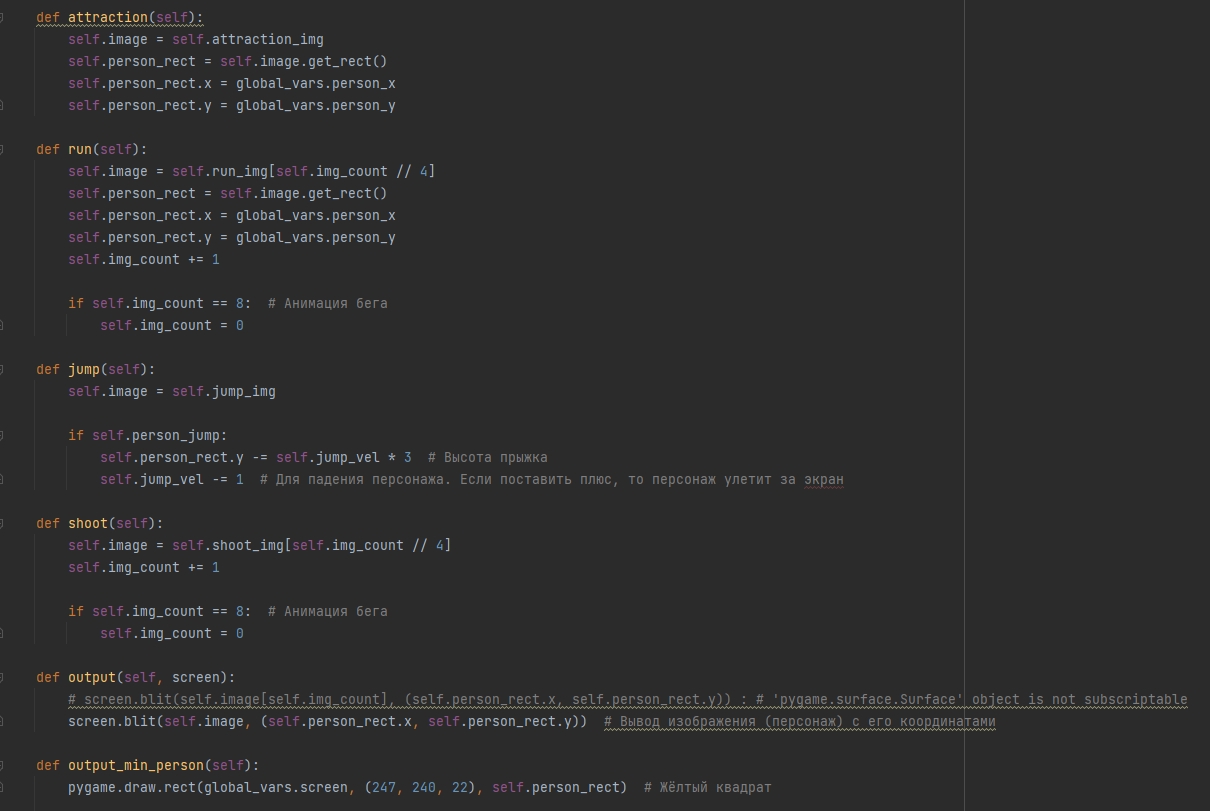 def attraction(self):
self.image = self.attraction_img
self.person_rect = self.image.get_rect()
self.person_rect.x = global_vars.person_x
self.person_rect.y = global_vars.person_y
def run(self):
self.image = self.run_img[self.img_count // 4]
self.person_rect = self.image.get_rect()
self.person_rect.x = global_vars.person_x
self.person_rect.y = global_vars.person_y
self.img_count += 1
if self.img_count == 8:  # Анимация бега
self.img_count = 0
def jump(self):
self.image = self.jump_img
if self.person_jump:
self.person_rect.y -= self.jump_vel * 3  # Высота прыжка
self.jump_vel -= 1  # Для падения персонажа. Если поставить плюс, то персонаж улетит за экран
def shoot(self):
self.image = self.shoot_img[self.img_count // 4]
self.img_count += 1
if self.img_count == 8:  # Анимация бега
self.img_count = 0
def output(self, screen):
# screen.blit(self.image[self.img_count], (self.person_rect.x, self.person_rect.y)) : # 'pygame.surface.Surface' object is not subscriptable
screen.blit(self.image, (self.person_rect.x, self.person_rect.y))  # Вывод изображения (персонаж) с его координатами
def output_min_person(self):
pygame.draw.rect(global_vars.screen, (247, 240, 22), self.person_rect)  # Жёлтый квадрат